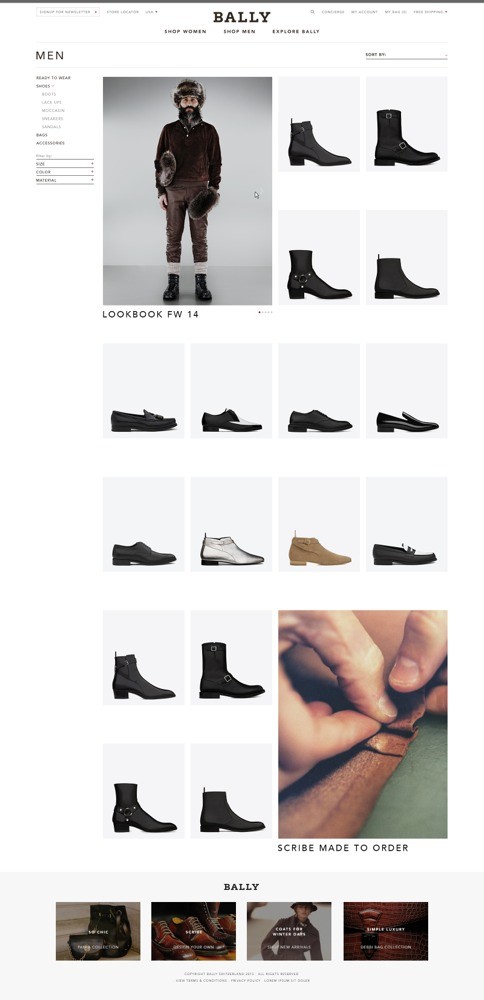 SIGNUP FOR NEWSLETTER
STORE LOCATOR
USA
BALLY
CONCIERGE
MY ACCOUNT
MY BAG (0)
FREE SHIPPING
SHOP WOMEN
SHOP MEN
EXPLORE BALLY
MEN
SORT BY:
READY TO WEAR
SHOES
BOOTS
LACE UPS
MOCCASIN
SNEAKERS
SANDALS
BAGS
ACCESSORIES
Filter by:
SIZE +
COLOR +
MATERIAL +
LOOKBOOK FW 14
SCRIBE MADE TO ORDER
BALLY
SO CHIC
COLLECTION
SCRIBE
DESIGN YOUR OWN
COATS FOR
WINTER DAYS
SHOP NEW ARRIVALS
SIMPLE LUXURY
DERBI BAG COLLECTION
COPYRIGHT BALLY SWITZERLAND 2013 - ALL RIGHTS RESERVED
VIEW TERMS & CONDITIONS - PRIVACY POLICY - LOREM IPSUM SIT DOLOR